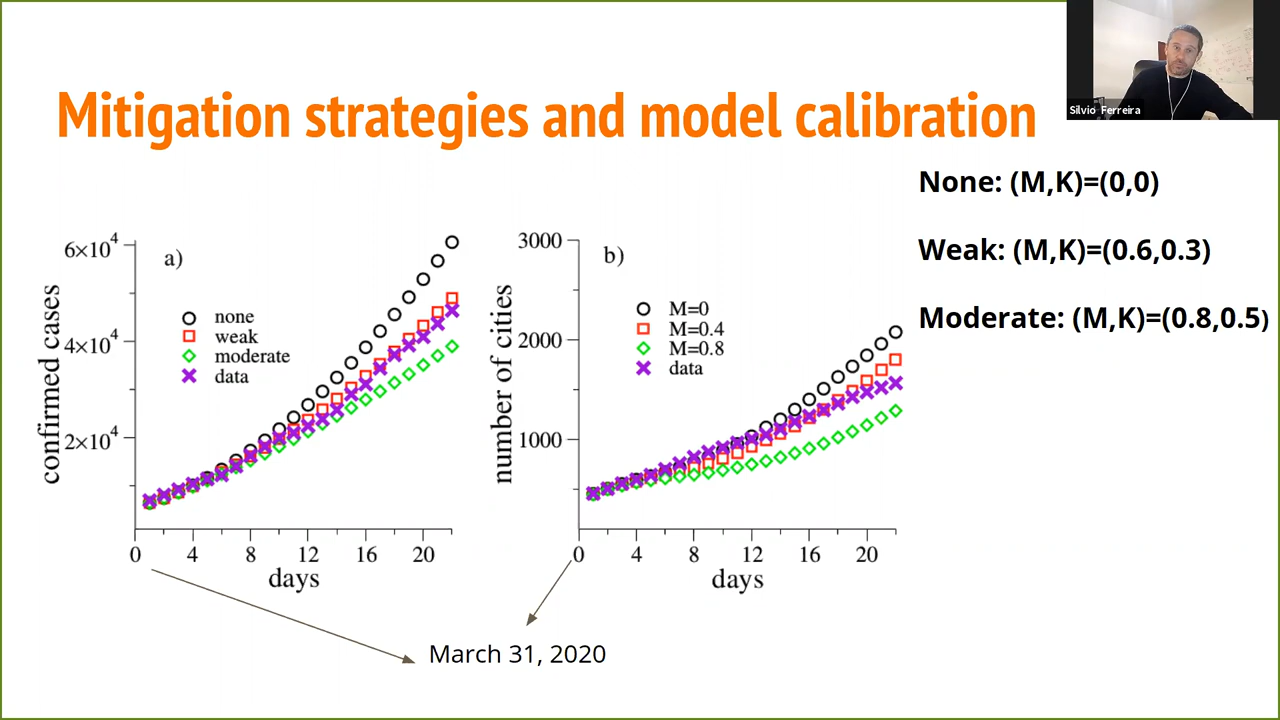 Silvio Ferreira
Mitigation strategies and model calibration
None: (M,K)=(0,0)
Weak: (M,K)=(0.6,0.3)
Moderate: (M,K)=(0.8,0.5)
a)
confirmed cases
6×10⁴
4×10⁴
2×10⁴
none
weak
moderate
data
0 4 8 12 16 20
days
b)
number of cities
3000
2000
1000
M=0
M=0.4
M=0.8
data
0 4 8 12 16 20
days
March 31, 2020